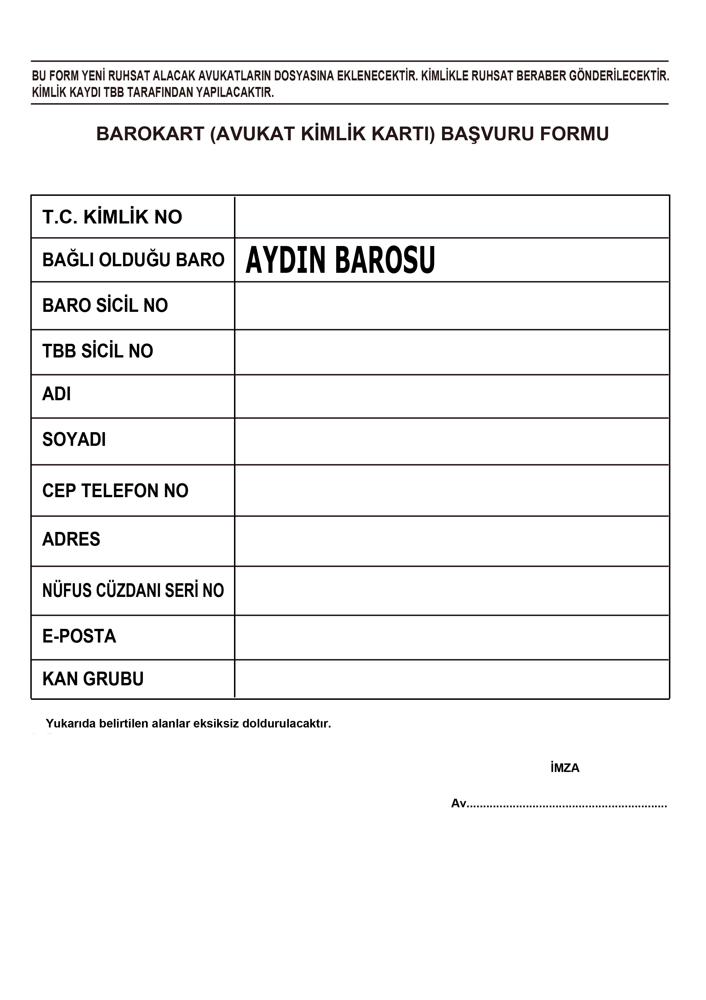 BU FORM YENİ RUHSAT ALACAK AVUKATLARIN DOSYASINA EKLENECEKTİR. KİMLİKLE RUHSAT BERABER GÖNDERİLECEKTİR.
KİMLİK KAYDI TBB TARAFINDAN YAPILACAKTIR.
BAROKART (AVUKAT KİMLİK KARTI) BAŞVURU FORMU
T.C. KİMLİK NO
BAĞLI OLDUĞU BARO AYDIN BAROSU
BARO SİCİL NO
TBB SİCİL NO
ADI
SOYADI
CEP TELEFON NO
ADRES
NÜFUS CÜZDANI SERİ NO
E-POSTA
KAN GRUBU
Yukarıda belirtilen alanlar eksiksiz doldurulacaktır.
İMZA
Av.............................................................